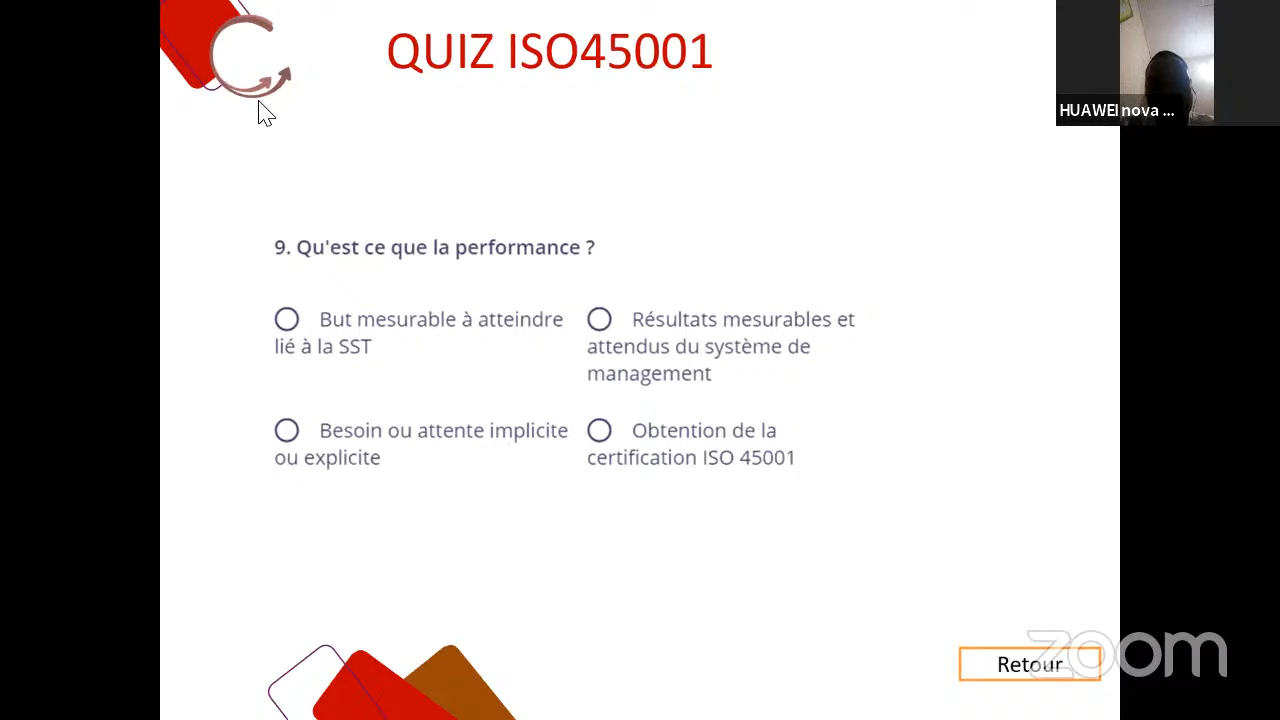 QUIZ ISO45001
HUAWEI nova ...
9. Qu'est ce que la performance ?
But mesurable à atteindre
lié à la SST
Résultats mesurables et
attendus du système de
management
Besoin ou attente implicite
ou explicite
Obtention de la
certification ISO 45001
Retour
zoom